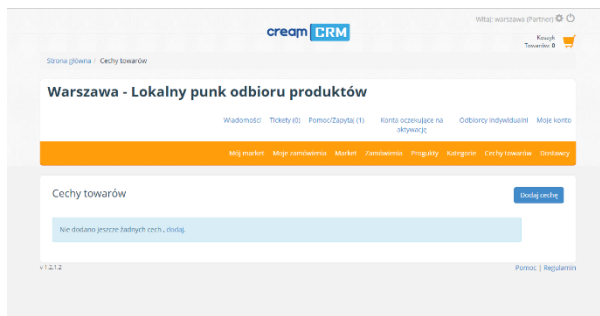 Witaj: warszawa (Partner)
cream CRM
Koszyk
Towarów: 0
Strona główna / Cechy towarów
Warszawa - Lokalny punk odbioru produktów
Wiadomości Tickety (0) Pomoc/Zapytaj (1) Konta oczekujące na aktywację Odbiorcy indywidualni Moje konto
Mój market Moje zamówienia Market Zamówienia Produkty Kategorie Cechy towarów Dostawcy
Cechy towarów
Dodaj cechę
Nie dodano jeszcze żadnych cech., dodaj.
v 1.2.1.2
Pomoc | Regulamin